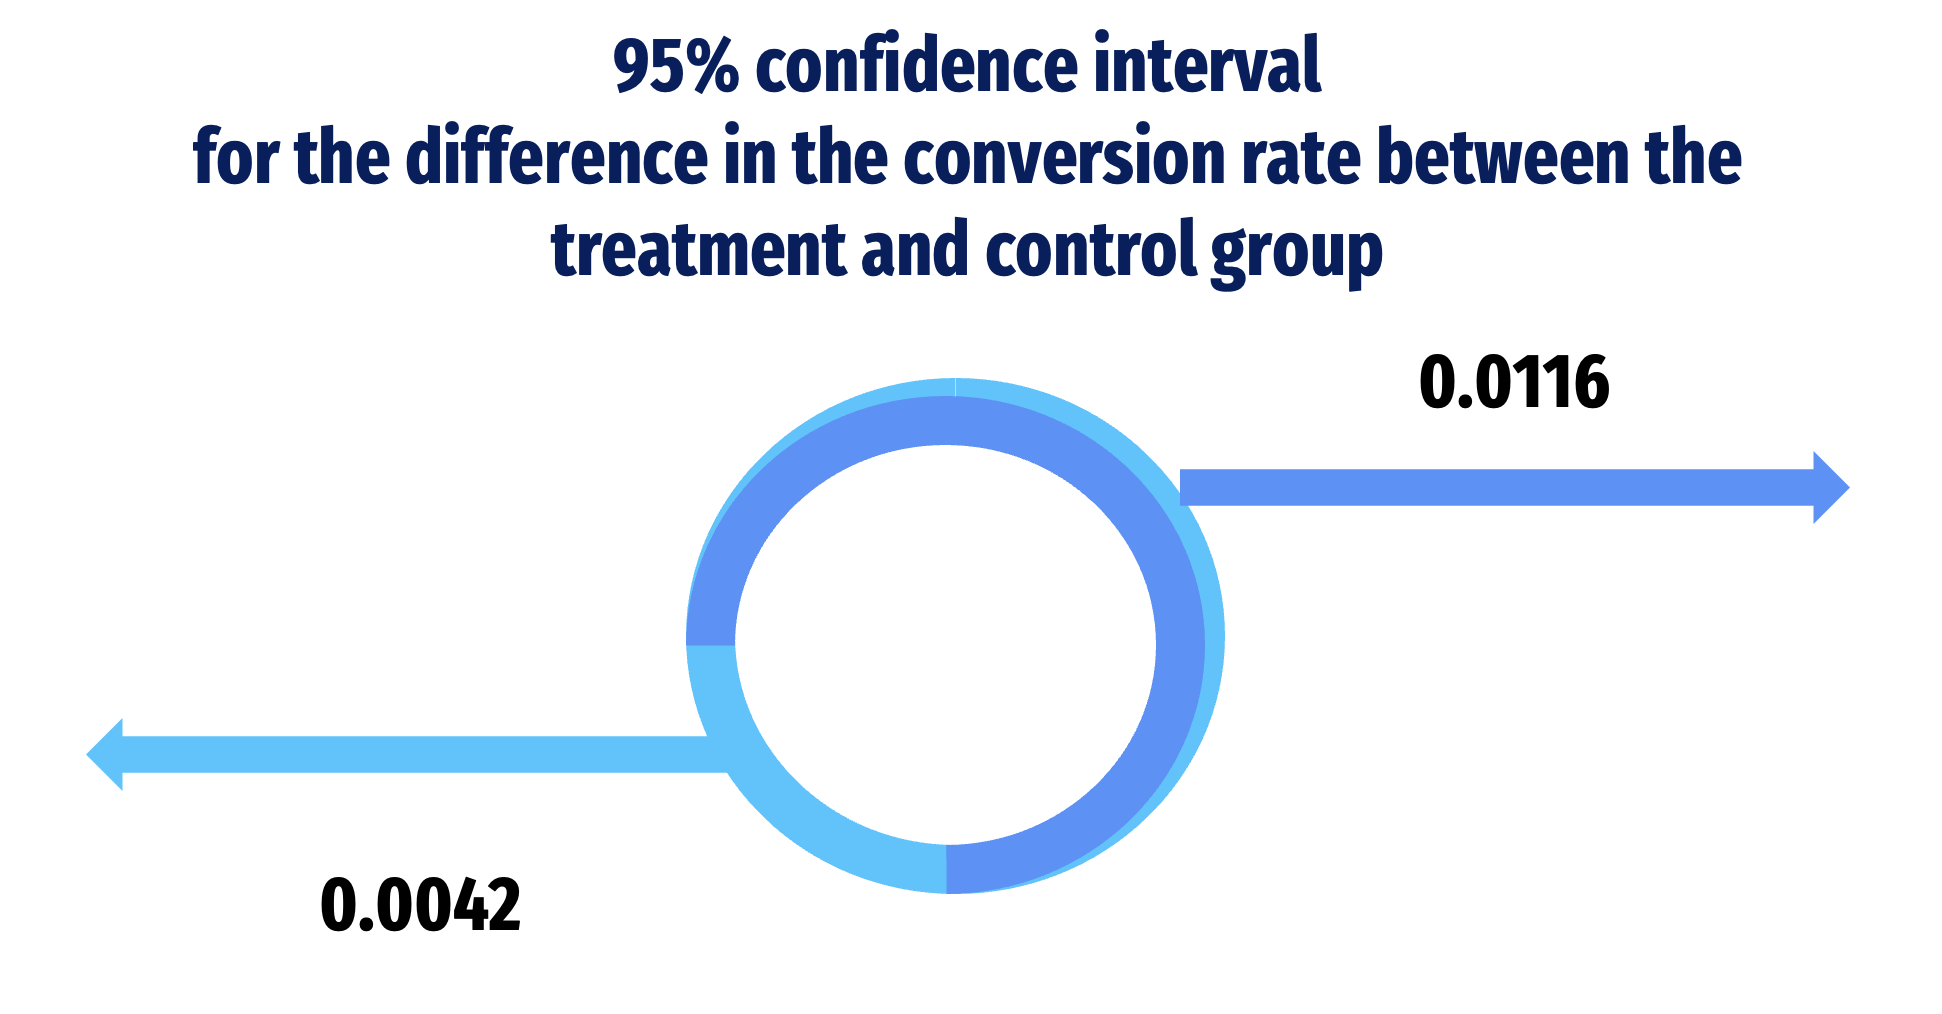 95% confidence interval
for the difference in the conversion rate between the
treatment and control group
0.0116
0.0042